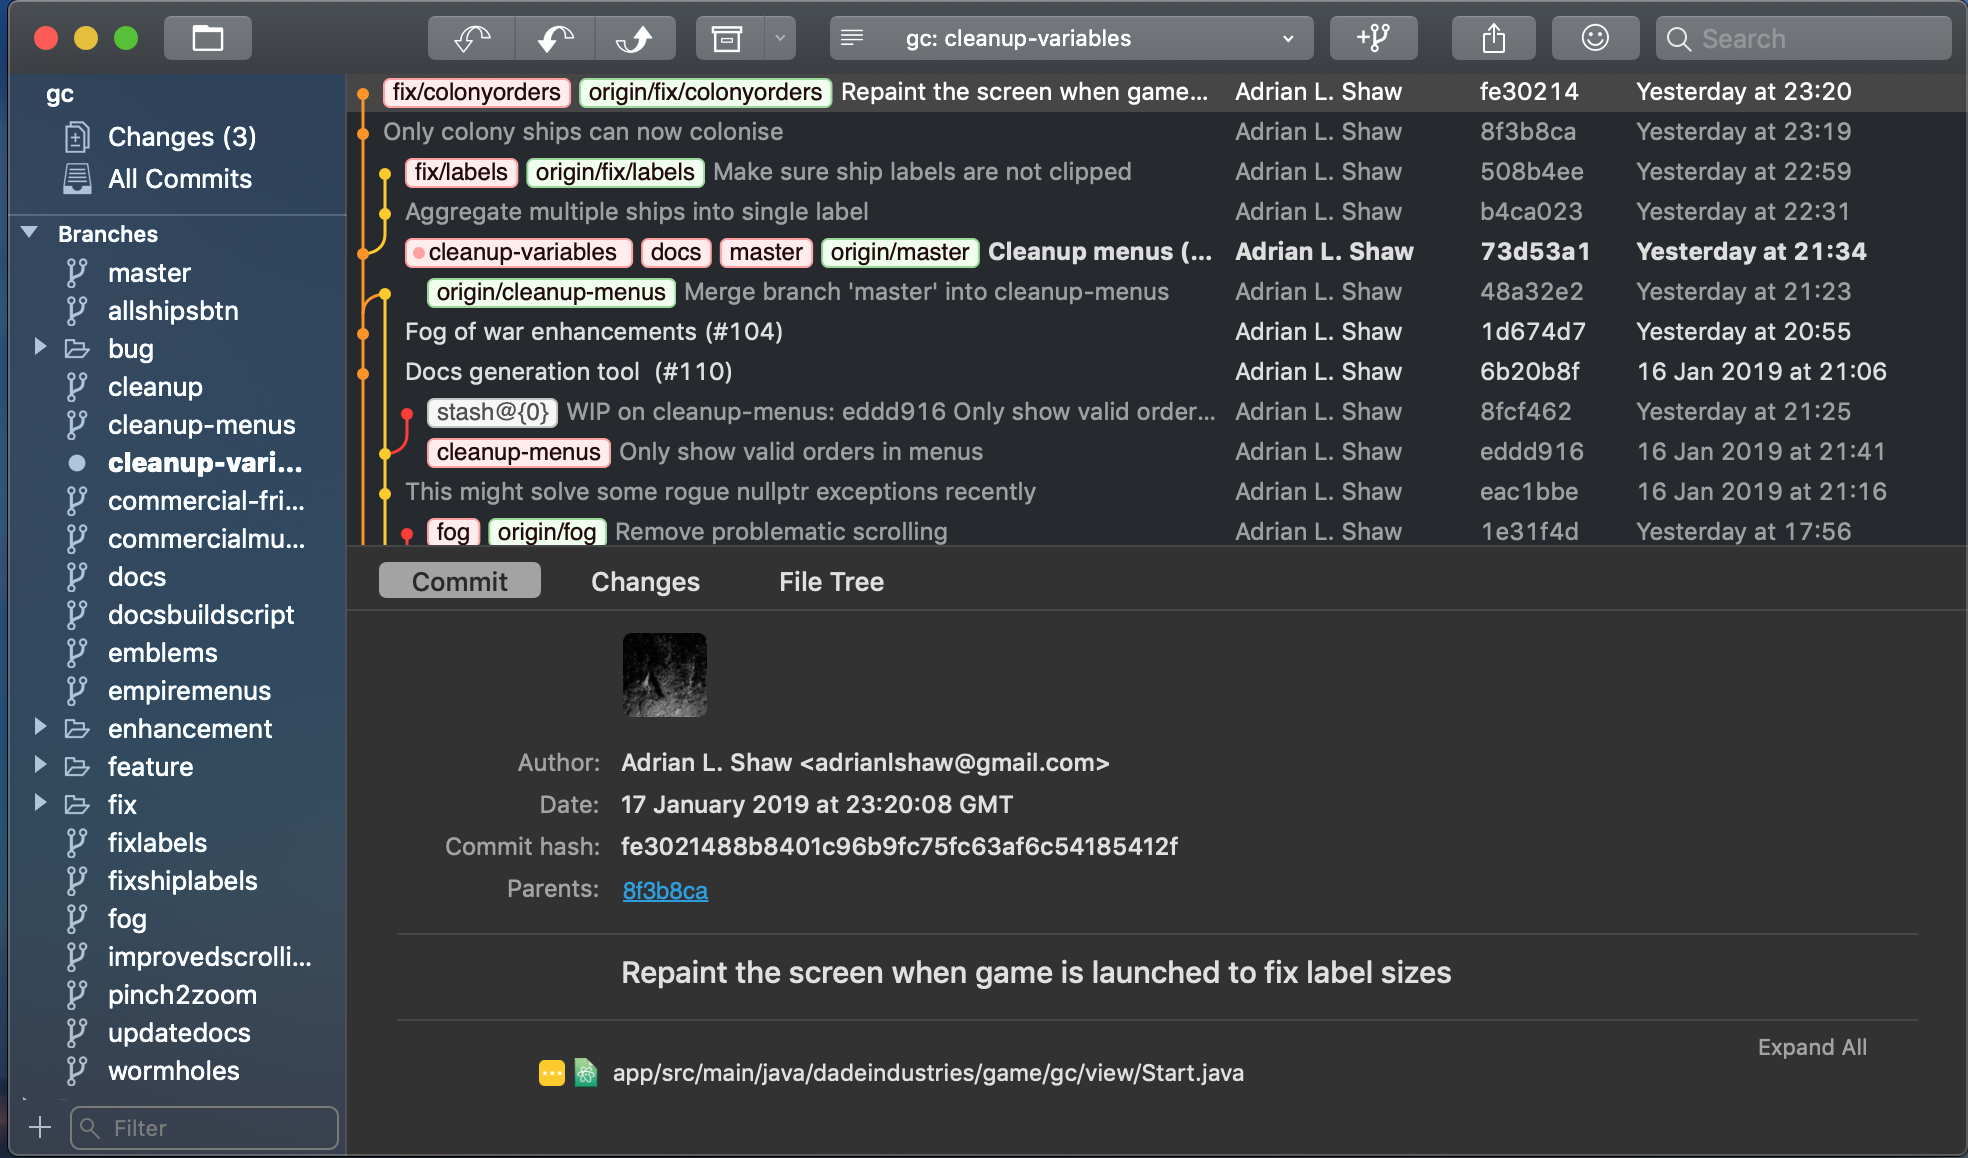 gc: cleanup-variables
Search
gc
Changes (3)
All Commits
Branches
master
allshipsbtn
bug
cleanup
cleanup-menus
cleanup-vari...
commercial-fri...
commercialmu...
docs
docsbuildscript
emblems
empiremenus
enhancement
feature
fix
fixlabels
fixshiplabels
fog
improvedscrolli...
pinch2zoom
updatedocs
wormholes
Filter
fix/colonyorders origin/fix/colonyorders Repaint the screen when game... Adrian L. Shaw fe30214 Yesterday at 23:20
Only colony ships can now colonise Adrian L. Shaw 8f3b8ca Yesterday at 23:19
fix/labels origin/fix/labels Make sure ship labels are not clipped Adrian L. Shaw 508b4ee Yesterday at 22:59
Aggregate multiple ships into single label Adrian L. Shaw b4ca023 Yesterday at 22:31
cleanup-variables docs master origin/master Cleanup menus (... Adrian L. Shaw 73d53a1 Yesterday at 21:34
origin/cleanup-menus Merge branch 'master' into cleanup-menus Adrian L. Shaw 48a32e2 Yesterday at 21:23
Fog of war enhancements (#104) Adrian L. Shaw 1d674d7 Yesterday at 20:55
Docs generation tool (#110) Adrian L. Shaw 6b20b8f 16 Jan 2019 at 21:06
stash@{0} WIP on cleanup-menus: eddd916 Only show valid order... Adrian L. Shaw 8fcf462 Yesterday at 21:25
cleanup-menus Only show valid orders in menus Adrian L. Shaw eddd916 16 Jan 2019 at 21:41
This might solve some rogue nullptr exceptions recently Adrian L. Shaw eac1bbe 16 Jan 2019 at 21:16
fog origin/fog Remove problematic scrolling Adrian L. Shaw 1e31f4d Yesterday at 17:56
Commit Changes File Tree
Author: Adrian L. Shaw <adrianlshaw@gmail.com>
Date: 17 January 2019 at 23:20:08 GMT
Commit hash: fe3021488b8401c96b9fc75fc63af6c54185412f
Parents: 8f3b8ca
Repaint the screen when game is launched to fix label sizes
Expand All
app/src/main/java/dadeindustries/game/gc/view/Start.java